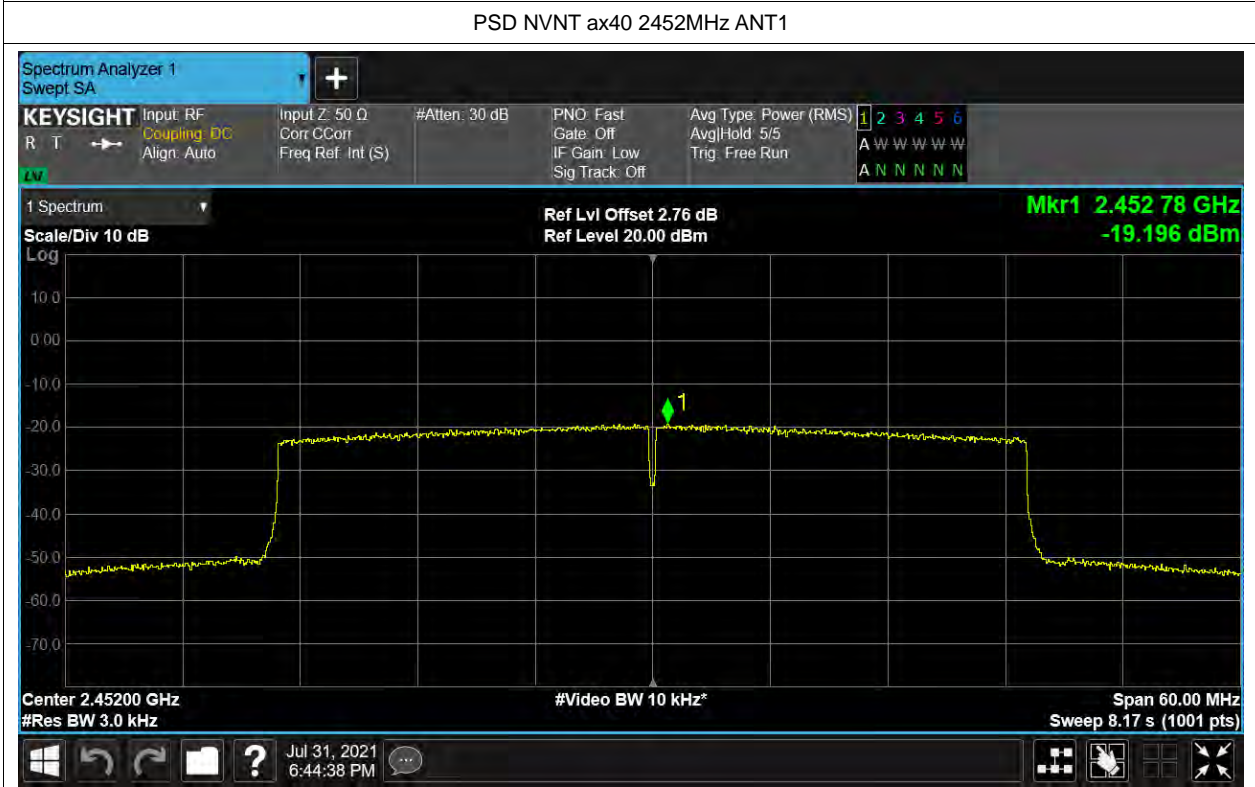 PSD NVNT ax40 2452MHz ANT1
Spectrum Analyzer 1
Swept SA
+
KEYSIGHT
R T
Input: RF
Coupling: DC
Align: Auto
Input Z: 50 Ω
Corr CCorr
Freq Ref: Int (S)
#Atten: 30 dB
PNO: Fast
Gate: Off
IF Gain: Low
Sig Track: Off
Avg Type: Power (RMS)
Avg|Hold: 5/5
Trig: Free Run
1 2 3 4 5 6
A W W W W W
A N N N N N
1 Spectrum
Scale/Div 10 dB
Log
Ref Lvl Offset 2.76 dB
Ref Level 20.00 dBm
Mkr1 2.452 78 GHz
-19.196 dBm
10.0
0.00
-10.0
-20.0
-30.0
-40.0
-50.0
-60.0
-70.0
1
Center 2.45200 GHz
#Res BW 3.0 kHz
#Video BW 10 kHz*
Span 60.00 MHz
Sweep 8.17 s (1001 pts)
?
Jul 31, 2021
6:44:38 PM